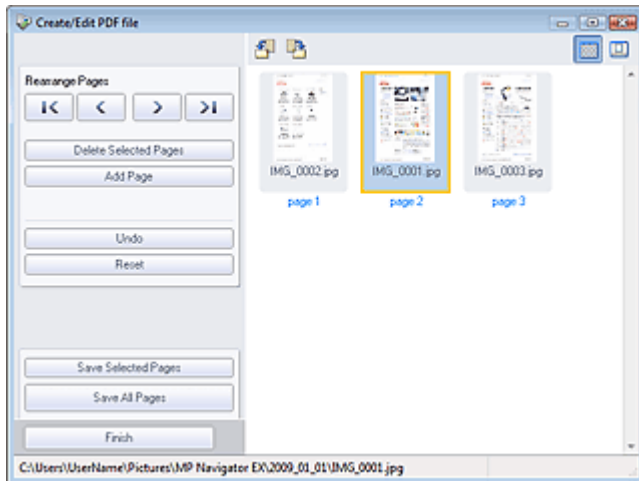 Create/Edit PDF file
Rearrange Pages
Delete Selected Pages
Add Page
Undo
Reset
Save Selected Pages
Save All Pages
Finish
IMG_0002.jpg
IMG_0001.jpg
IMG_0003.jpg
page 1
page 2
page 3
C:\Users\UserName\Pictures\MP Navigator EX\2009_01_01\IMG_0001.jpg